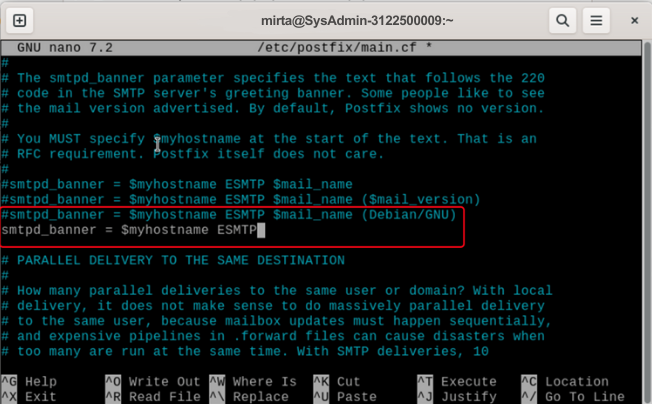 mirta@SysAdmin-3122500009:~
GNU nano 7.2 /etc/postfix/main.cf *
#
# The smtpd_banner parameter specifies the text that follows the 220
# code in the SMTP server's greeting banner. Some people like to see
# the mail version advertised. By default, Postfix shows no version.
#
# You MUST specify $myhostname at the start of the text. That is an
# RFC requirement. Postfix itself does not care.
#
#smtpd_banner = $myhostname ESMTP $mail_name
#smtpd_banner = $myhostname ESMTP $mail_name ($mail_version)
#smtpd_banner = $myhostname ESMTP $mail_name (Debian/GNU)
smtpd_banner = $myhostname ESMTP
# PARALLEL DELIVERY TO THE SAME DESTINATION
#
# How many parallel deliveries to the same user or domain? With local
# delivery, it does not make sense to do massively parallel delivery
# to the same user, because mailbox updates must happen sequentially,
# and expensive pipelines in .forward files can cause disasters when
# too many are run at the same time. With SMTP deliveries, 10
^G Help ^O Write Out ^W Where Is ^K Cut ^T Execute ^C Location
^X Exit ^R Read File ^\ Replace ^U Paste ^J Justify ^/ Go To Line